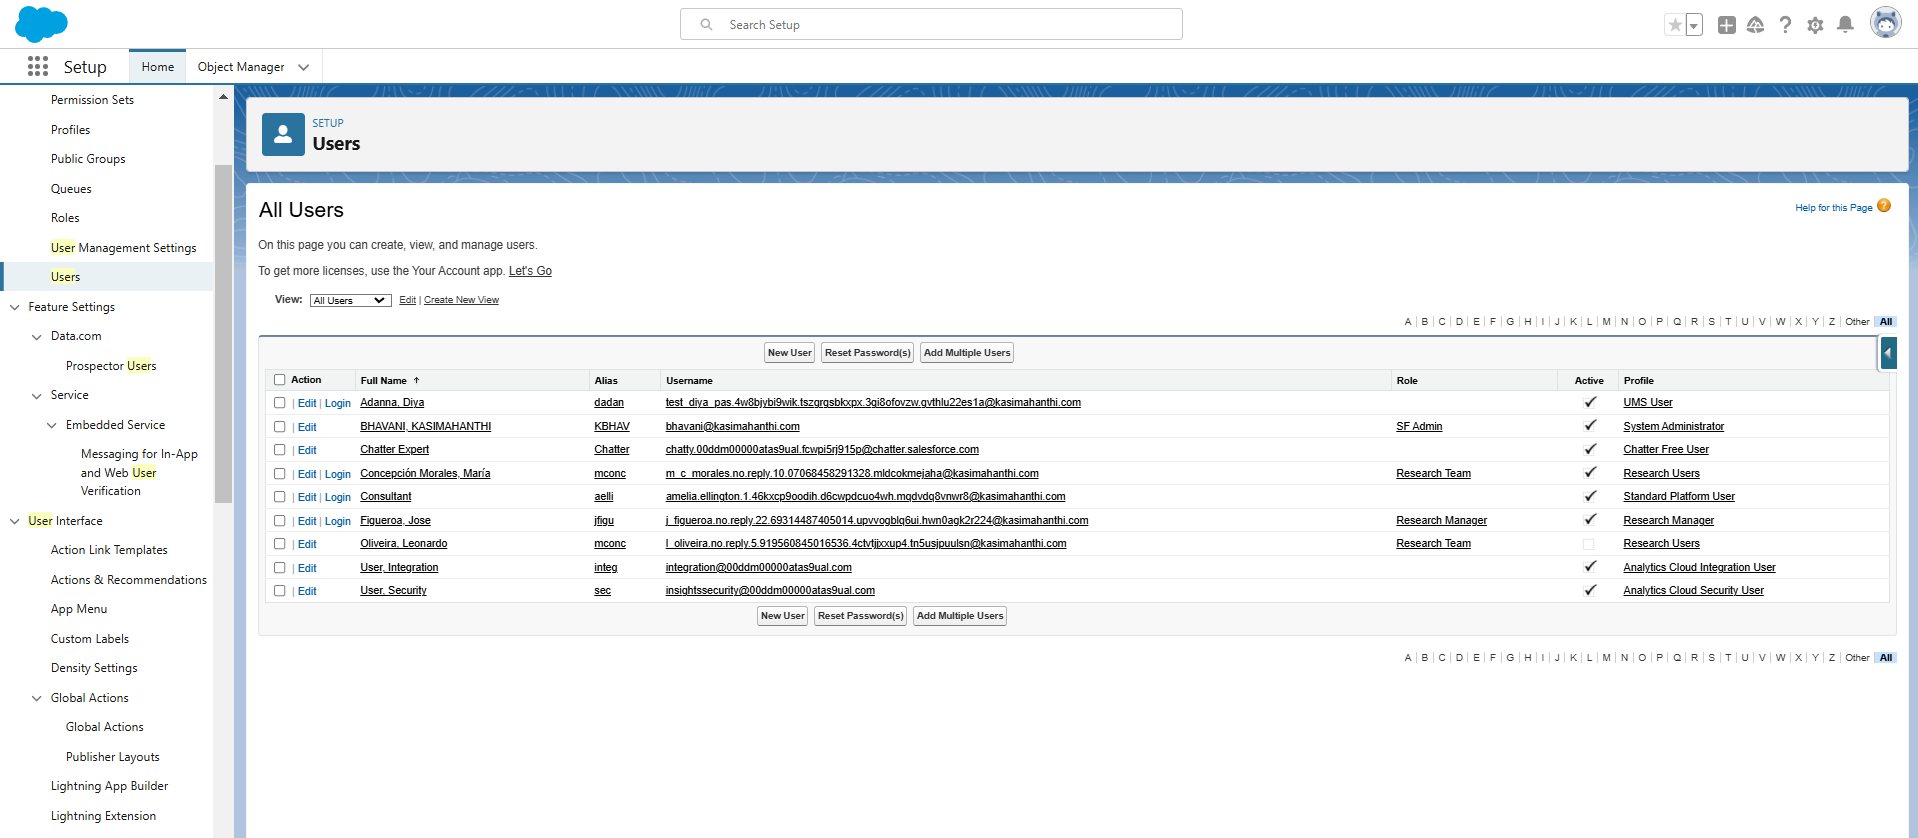 Search Setup
Setup
Home
Object Manager
Permission Sets
Profiles
Public Groups
Queues
Roles
User Management Settings
Users
Feature Settings
Data.com
Prospector Users
Service
Embedded Service
Messaging for In-App
and Web User
Verification
User Interface
Action Link Templates
Actions & Recommendations
App Menu
Custom Labels
Density Settings
Global Actions
Global Actions
Publisher Layouts
Lightning App Builder
Lightning Extension
SETUP
Users
All Users
Help for this Page ?
On this page you can create, view, and manage users.
To get more licenses, use the Your Account app. Let's Go
View: All Users Edit | Create New View
A | B | C | D | E | F | G | H | I | J | K | L | M | N | O | P | Q | R | S | T | U | V | W | X | Y | Z | Other | All
New User Reset Password(s) Add Multiple Users
Action Full Name ↑ Alias Username Role Active Profile
| Edit | Login Adanna, Diya dadan test_diya_pas.4w8bjybi9wik.tszgrgsbkxpx.3gi8ofovzw.gvthlu22es1a@kasimahanthi.com UMS User
| Edit BHAVANI, KASIMAHANTHI KBHAV bhavani@kasimahanthi.com SF Admin System Administrator
| Edit Chatter Expert Chatter chatty.00ddm00000atas9ual.fcwpi5rj915p@chatter.salesforce.com Chatter Free User
| Edit | Login Concepción Morales, María mconc m_c_morales.no.reply.10.07068458291328.mldcokmejaha@kasimahanthi.com Research Team Research Users
| Edit | Login Consultant aelli amelia.ellington.1.46kxcp9oodih.d6cwpdcuo4wh.mqdvdq8vnwr8@kasimahanthi.com Standard Platform User
| Edit | Login Figueroa, Jose jfigu j_figueroa.no.reply.22.69314487405014.upvvogblq6ui.hwn0agk2r224@kasimahanthi.com Research Manager Research Manager
| Edit Oliveira, Leonardo mconc l_oliveira.no.reply.5.919560845016536.4ctvtjjxxup4.tn5usjpuulsn@kasimahanthi.com Research Team Research Users
| Edit User, Integration integ integration@00ddm00000atas9ual.com Analytics Cloud Integration User
| Edit User, Security sec insightssecurity@00ddm00000atas9ual.com Analytics Cloud Security User
New User Reset Password(s) Add Multiple Users
A | B | C | D | E | F | G | H | I | J | K | L | M | N | O | P | Q | R | S | T | U | V | W | X | Y | Z | Other | All